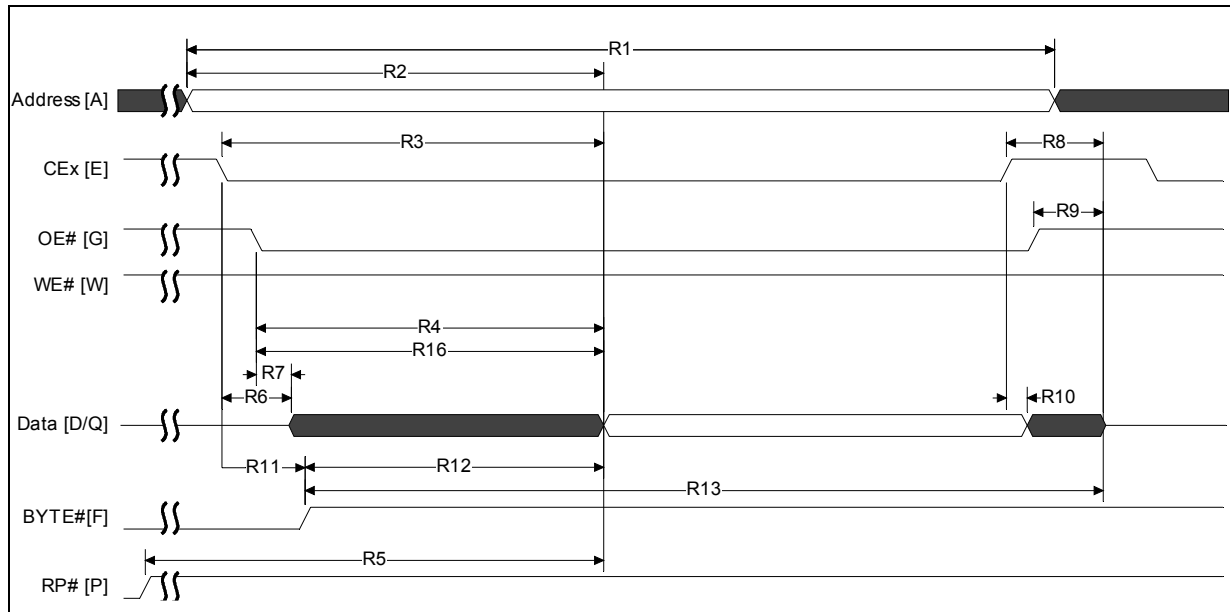 R1
R2
Address [A]
R3
R8
CEx [E]
R9
OE# [G]
WE# [W]
R4
R16
R7
R6
R10
Data [D/Q]
R11
R12
R13
BYTE#[F]
R5
RP# [P]